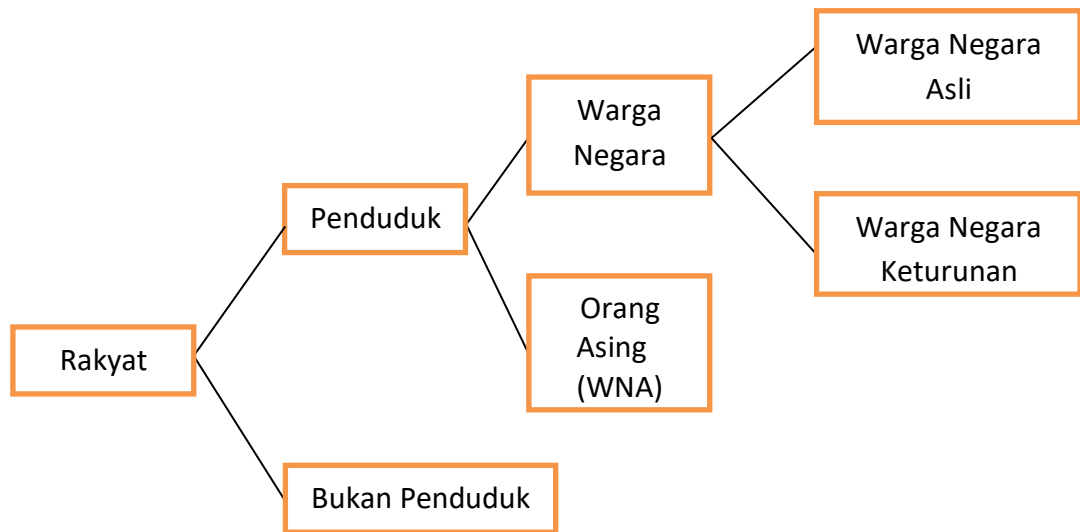 Rakyat
Penduduk
Bukan Penduduk
Warga
Negara
Orang
Asing
(WNA)
Warga Negara
Asli
Warga Negara
Keturunan